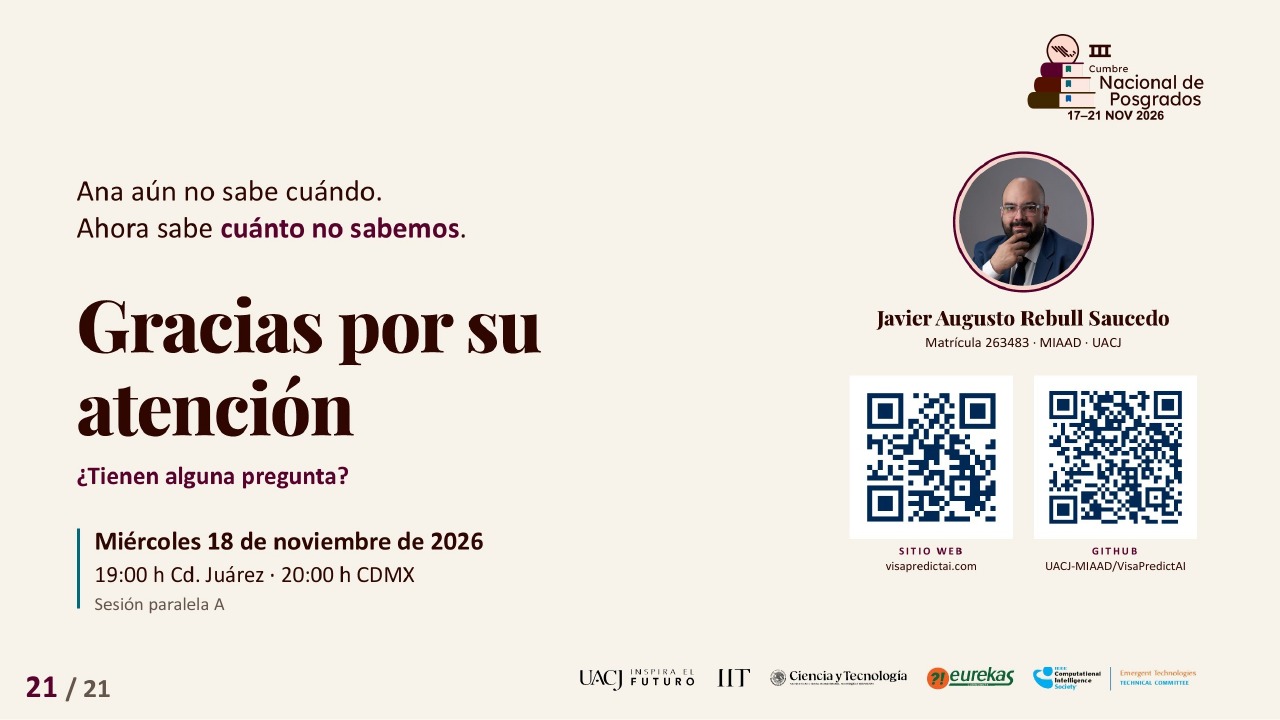 III
Cumbre
Nacional de
Posgrados
17–21 NOV 2026
Ana aún no sabe cuándo.
Ahora sabe cuánto no sabemos.
Gracias por su
atención
¿Tienen alguna pregunta?
Miércoles 18 de noviembre de 2026
19:00 h Cd. Juárez · 20:00 h CDMX
Sesión paralela A
Javier Augusto Rebull Saucedo
Matrícula 263483 · MIAAD · UACJ
SITIO WEB
visapredictai.com
GITHUB
UACJ-MIAAD/VisaPredictAI
21 / 21
UACJ INSPIRA EL
FUTURO
IIT
Ciencia y Tecnología
?! eurekas
IEEE
Computational
Intelligence
Society
Emergent Technologies
TECHNICAL COMMITTEE